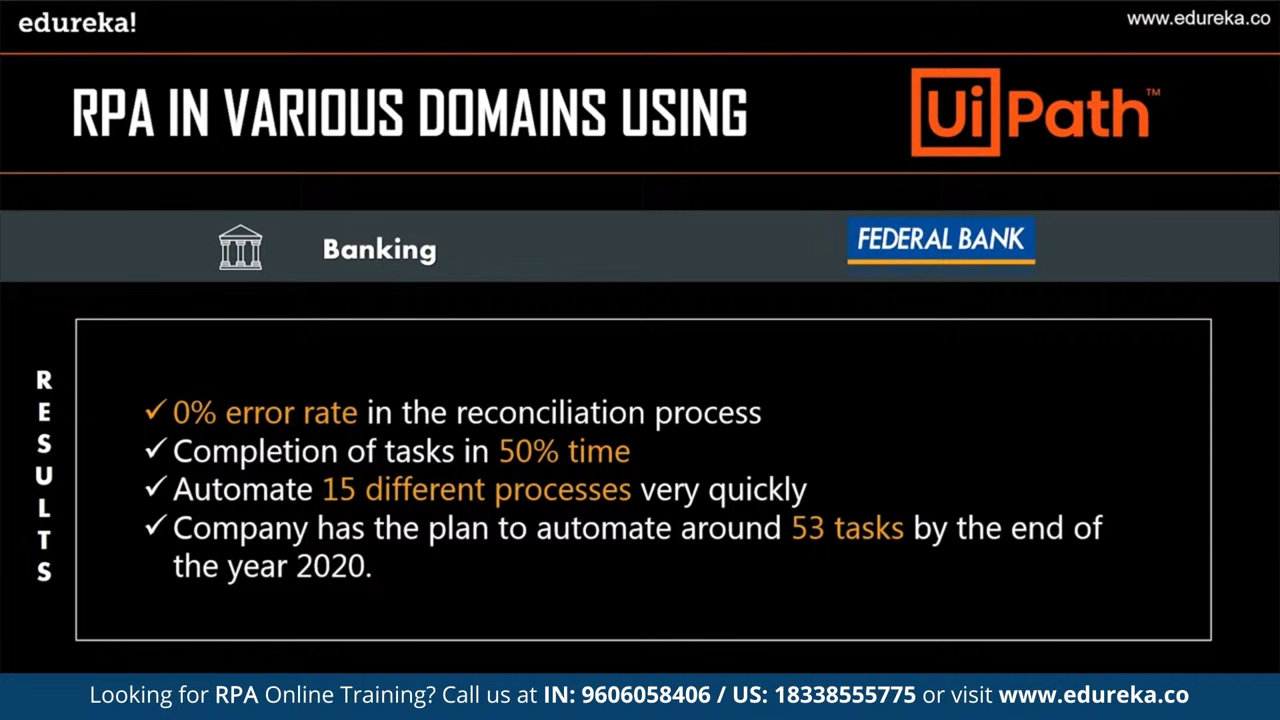 edureka!
www.edureka.co
RPA IN VARIOUS DOMAINS USING
UiPath™
Banking
FEDERAL BANK
RESULTS
✓ 0% error rate in the reconciliation process
✓ Completion of tasks in 50% time
✓ Automate 15 different processes very quickly
✓ Company has the plan to automate around 53 tasks by the end of
the year 2020.
Looking for RPA Online Training? Call us at IN: 9606058406 / US: 18338555775 or visit www.edureka.co